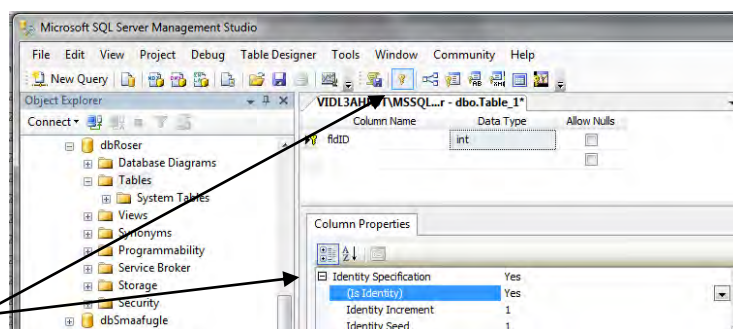 Microsoft SQL Server Management Studio
File Edit View Project Debug Table Designer Tools Window Community Help
New Query
Object Explorer
VIDL3AH T\MSSQL...r - dbo.Table_1*
Connect
Column Name Data Type Allow Nulls
fldID int
dbRoser
Database Diagrams
Tables
System Tables
Views
Synonyms
Programmability
Service Broker
Storage
Security
dbSmaafugle
Column Properties
Identity Specification Yes
(Is Identity) Yes
Identity Increment 1
Identity Seed 1